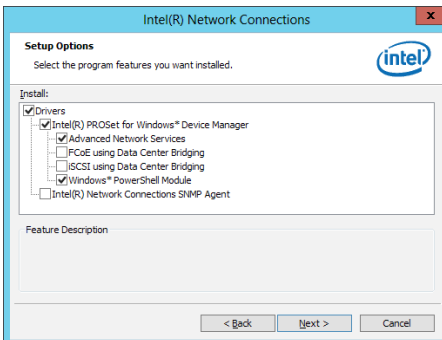 Intel(R) Network Connections
x
Setup Options
Select the program features you want installed.
intel
Install:
Drivers
Intel(R) PROSet for Windows* Device Manager
Advanced Network Services
FCoE using Data Center Bridging
iSCSI using Data Center Bridging
Windows* PowerShell Module
Intel(R) Network Connections SNMP Agent
Feature Description
< Back
Next >
Cancel